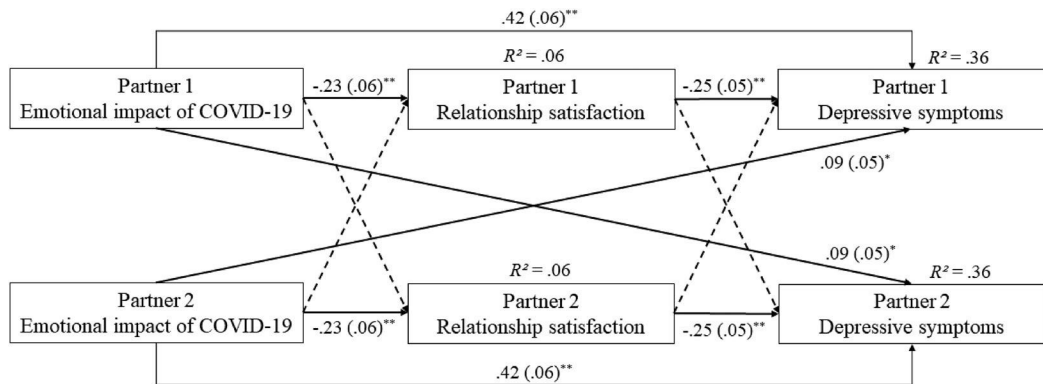 .42 (.06)**
R² = .06
R² = .36
Partner 1
Emotional impact of COVID-19
-.23 (.06)**
Partner 1
Relationship satisfaction
-.25 (.05)**
Partner 1
Depressive symptoms
.09 (.05)*
.09 (.05)*
R² = .06
R² = .36
Partner 2
Emotional impact of COVID-19
-.23 (.06)**
Partner 2
Relationship satisfaction
-.25 (.05)**
Partner 2
Depressive symptoms
.42 (.06)**